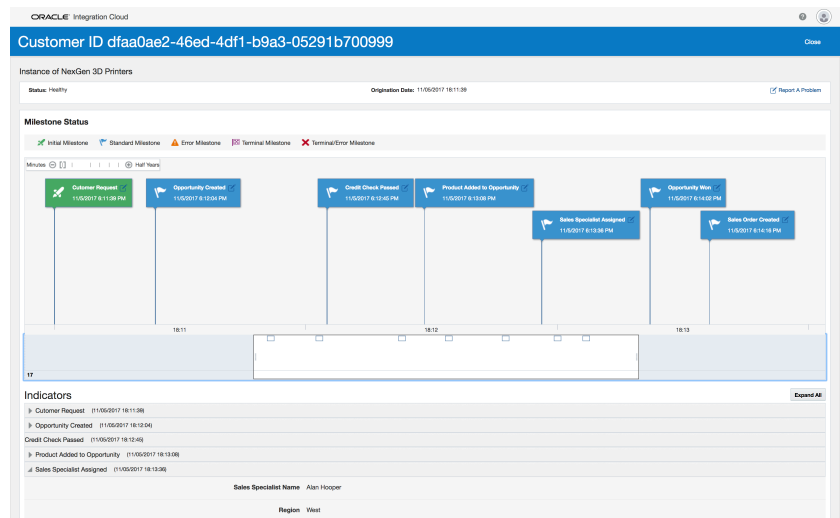 ORACLE Integration Cloud
Customer ID dfaa0ae2-46ed-4df1-b9a3-05291b700999
Close
Instance of NexGen 3D Printers
Status: Healthy
Origination Date: 11/05/2017 18:11:39
Report A Problem
Milestone Status
Initial Milestone Standard Milestone Error Milestone Terminal Milestone Terminal/Error Milestone
Minutes Half Years
Cutomer Request
11/5/2017 6:11:39 PM
Opportunity Created
11/5/2017 6:12:04 PM
Credit Check Passed
11/5/2017 6:12:45 PM
Product Added to Opportunity
11/5/2017 6:13:08 PM
Opportunity Won
11/5/2017 6:14:02 PM
Sales Specialist Assigned
11/5/2017 6:13:36 PM
Sales Order Created
11/5/2017 6:14:16 PM
18:11 18:12 18:13
17
Indicators
Expand All
Cutomer Request (11/05/2017 18:11:39)
Opportunity Created (11/05/2017 18:12:04)
Credit Check Passed (11/05/2017 18:12:45)
Product Added to Opportunity (11/05/2017 18:13:08)
Sales Specialist Assigned (11/05/2017 18:13:36)
Sales Specialist Name Alan Hooper
Region West